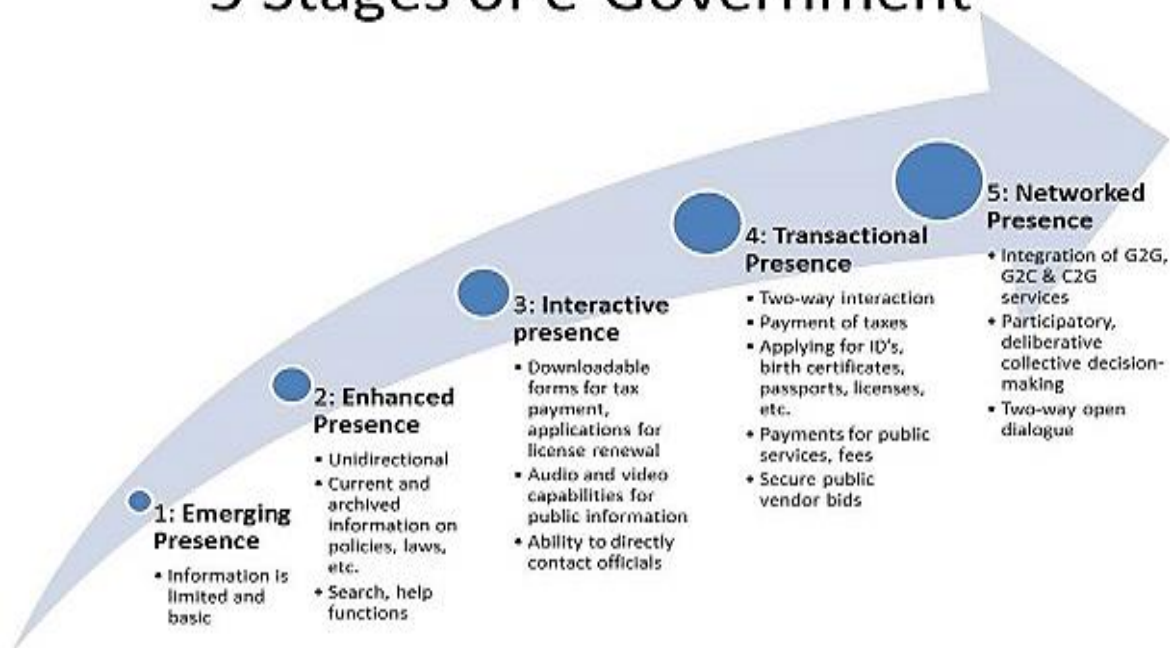 5 Stages of e-Government
1: Emerging
Presence
• Information is
limited and
basic
2: Enhanced
Presence
• Unidirectional
• Current and
archived
information on
policies, laws,
etc.
• Search, help
functions
3: Interactive
presence
• Downloadable
forms for tax
payment,
applications for
license renewal
• Audio and video
capabilities for
public information
• Ability to directly
contact officials
4: Transactional
Presence
• Two-way interaction
• Payment of taxes
• Applying for ID's,
birth certificates,
passports, licenses,
etc.
• Payments for public
services, fees
• Secure public
vendor bids
5: Networked
Presence
• Integration of G2G,
G2C & C2G
services
• Participatory,
deliberative
collective decision-
making
• Two-way open
dialogue